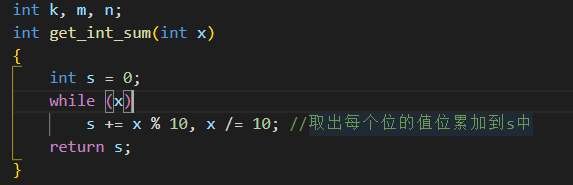 int k, m, n;
int get_int_sum(int x)
{
    int s = 0;
    while (x)
        s += x % 10, x /= 10; //取出每个位的值位累加到s中
    return s;
}